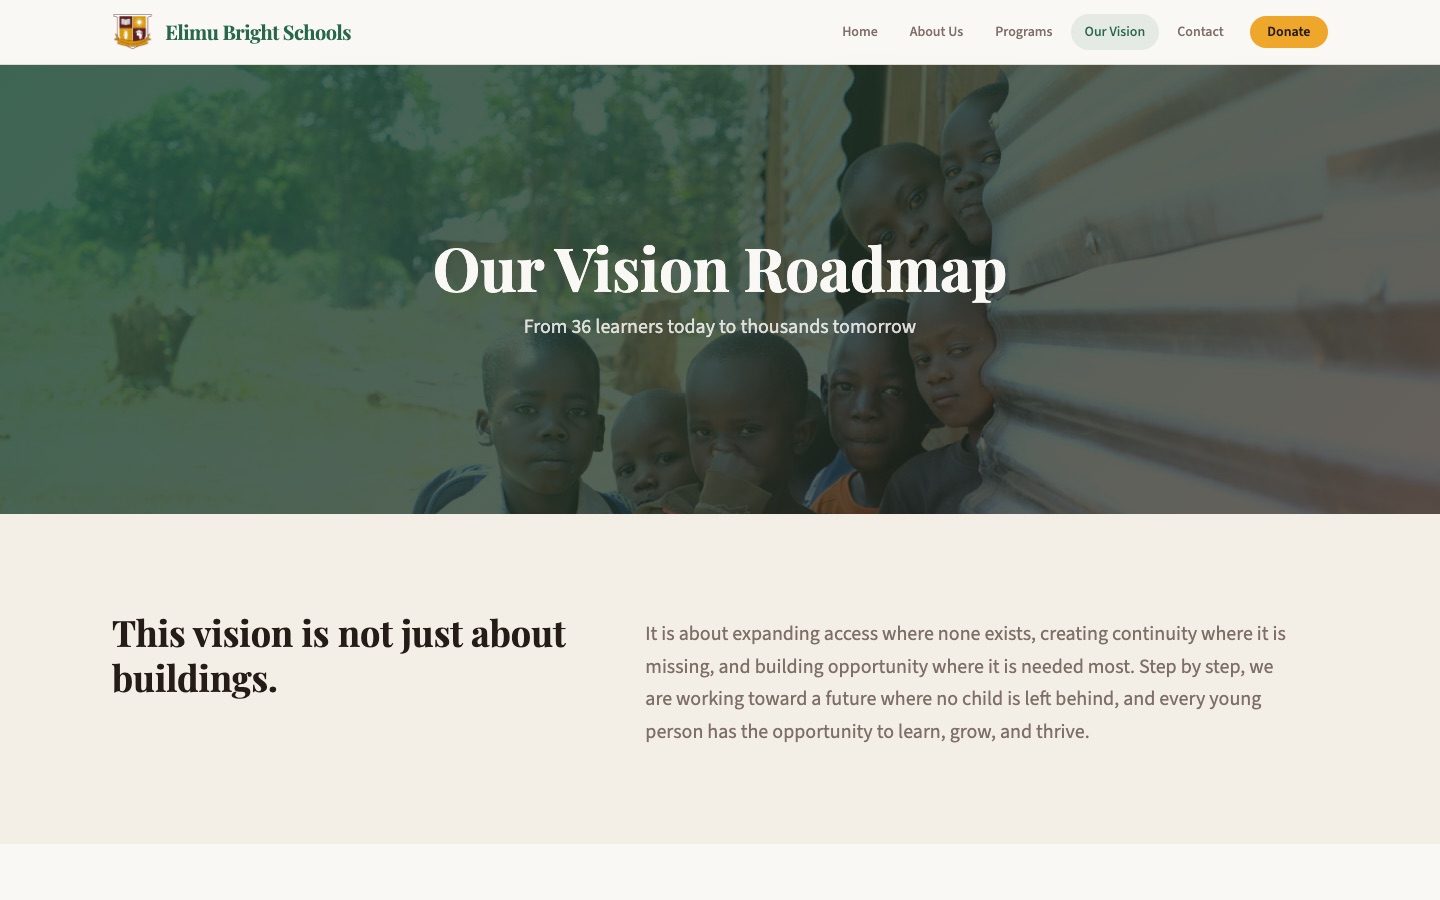 Elimu Bright Schools
Home
About Us
Programs
Our Vision
Contact
Donate
Our Vision Roadmap
From 36 learners today to thousands tomorrow
This vision is not just about
buildings.
It is about expanding access where none exists, creating continuity where it is
missing, and building opportunity where it is needed most. Step by step, we
are working toward a future where no child is left behind, and every young
person has the opportunity to learn, grow, and thrive.